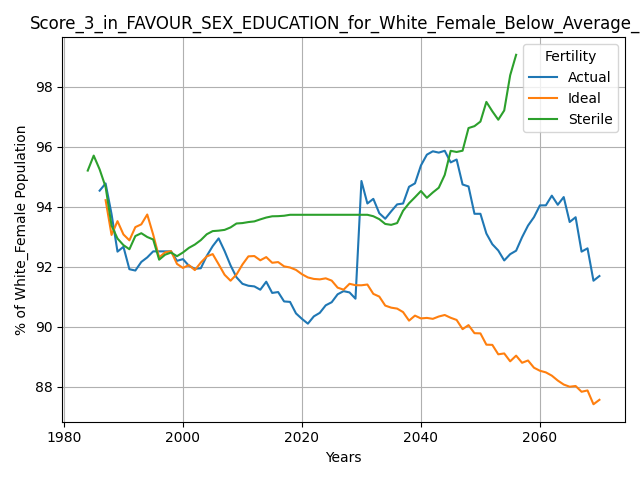 Score_3_in_FAVOUR_SEX_EDUCATION_for_White_Female_Below_Average_
Fertility
Actual
Ideal
Sterile
% of White_Female Population
98
96
94
92
90
88
1980
2000
2020
2040
2060
Years